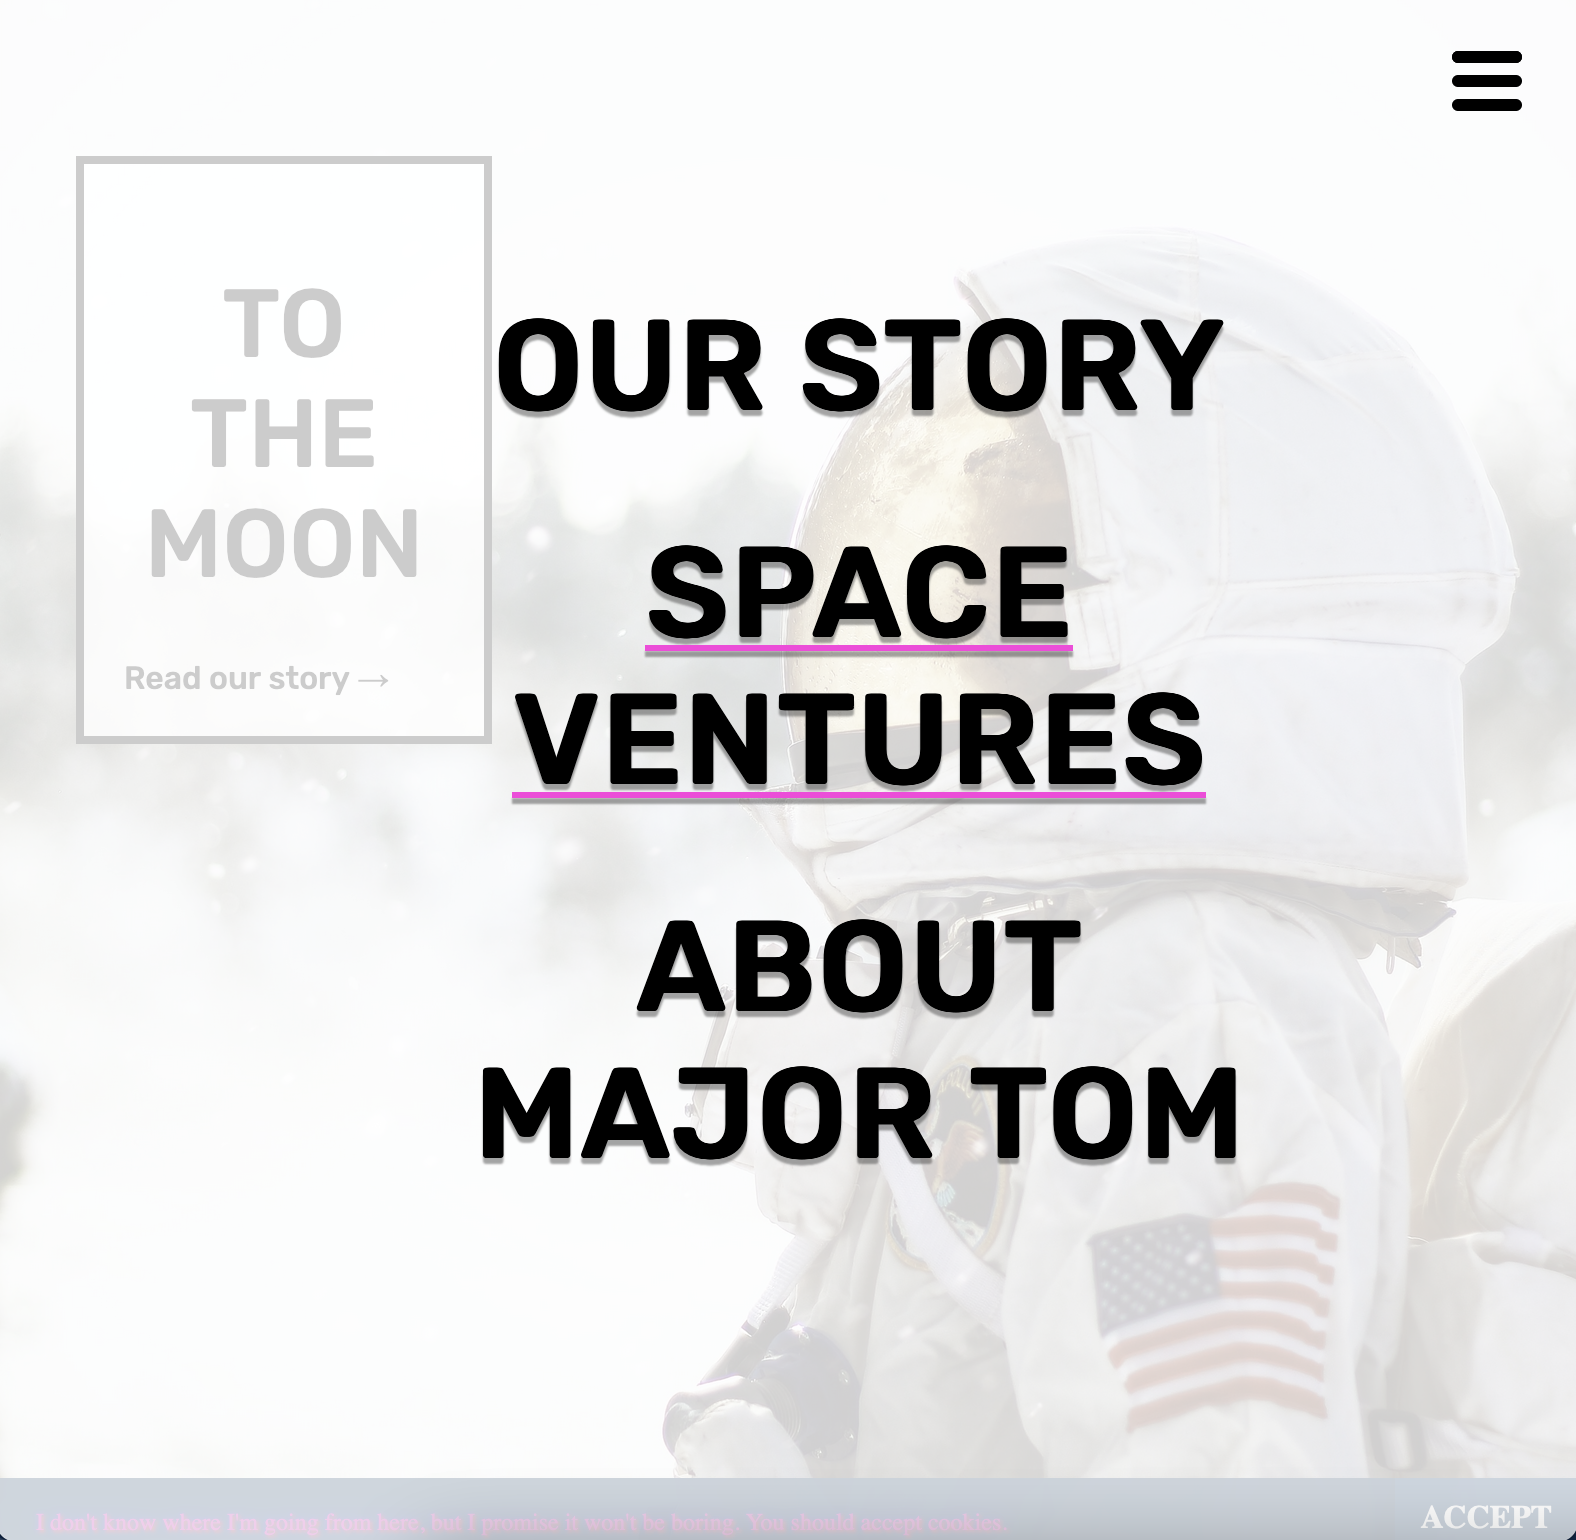 TO
THE
MOON
Read our story →
OUR STORY
SPACE
VENTURES
ABOUT
MAJOR TOM
I don't know where I'm going from here, but I promise it won't be boring. You should accept cookies.
ACCEPT